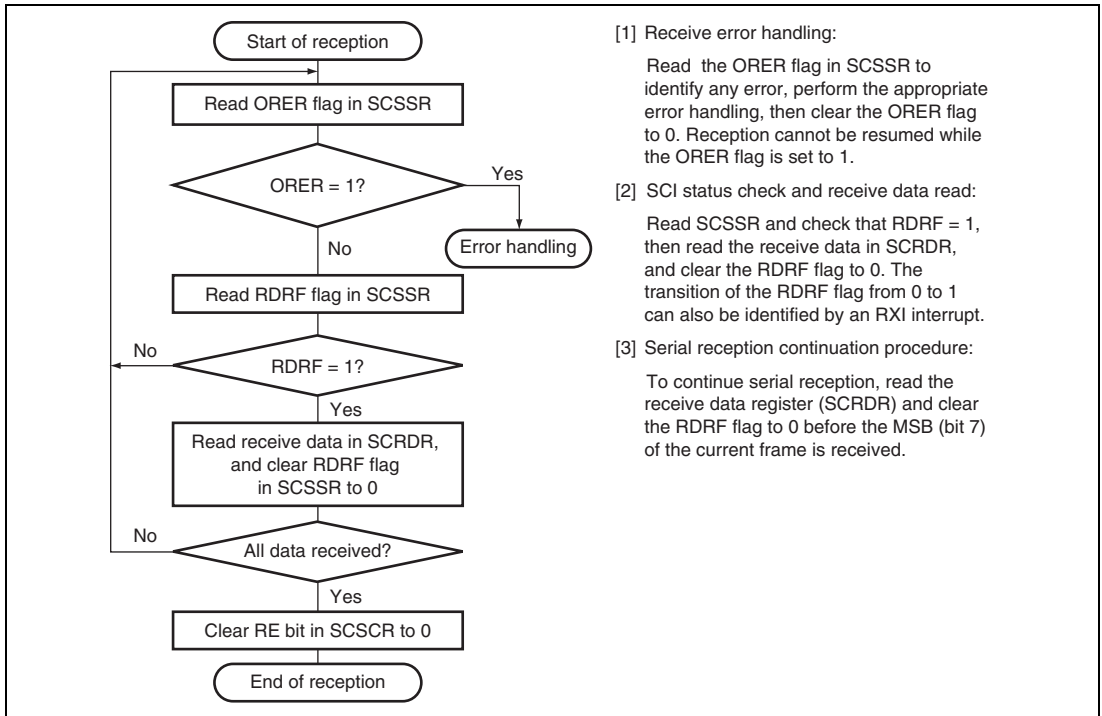 Start of reception
Read ORER flag in SCSSR
ORER = 1?
Yes
Error handling
No
Read RDRF flag in SCSSR
No
RDRF = 1?
Yes
Read receive data in SCRDR,
and clear RDRF flag
in SCSSR to 0
No
All data received?
Yes
Clear RE bit in SCSCR to 0
End of reception
[1] Receive error handling:
Read the ORER flag in SCSSR to
identify any error, perform the appropriate
error handling, then clear the ORER flag
to 0. Reception cannot be resumed while
the ORER flag is set to 1.
[2] SCI status check and receive data read:
Read SCSSR and check that RDRF = 1,
then read the receive data in SCRDR,
and clear the RDRF flag to 0. The
transition of the RDRF flag from 0 to 1
can also be identified by an RXI interrupt.
[3] Serial reception continuation procedure:
To continue serial reception, read the
receive data register (SCRDR) and clear
the RDRF flag to 0 before the MSB (bit 7)
of the current frame is received.